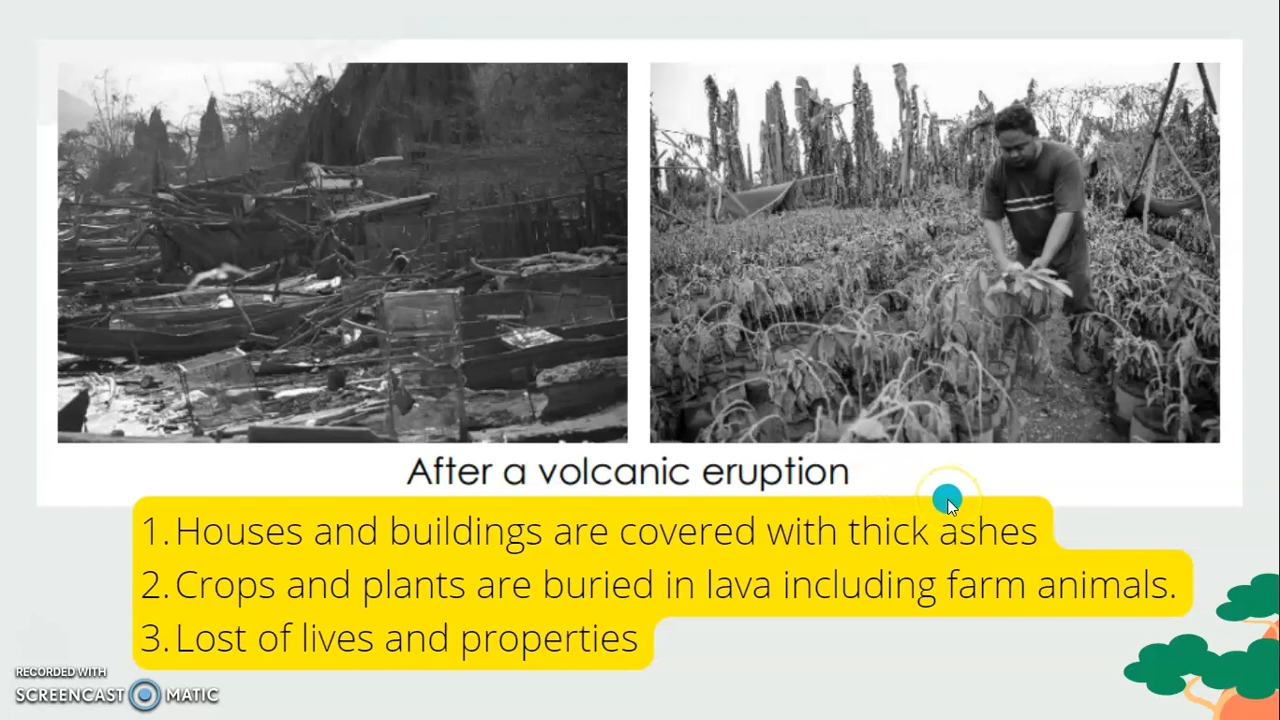 After a volcanic eruption
1. Houses and buildings are covered with thick ashes
2. Crops and plants are buried in lava including farm animals.
3. Lost of lives and properties
RECORDED WITH
SCREENCAST MATIC